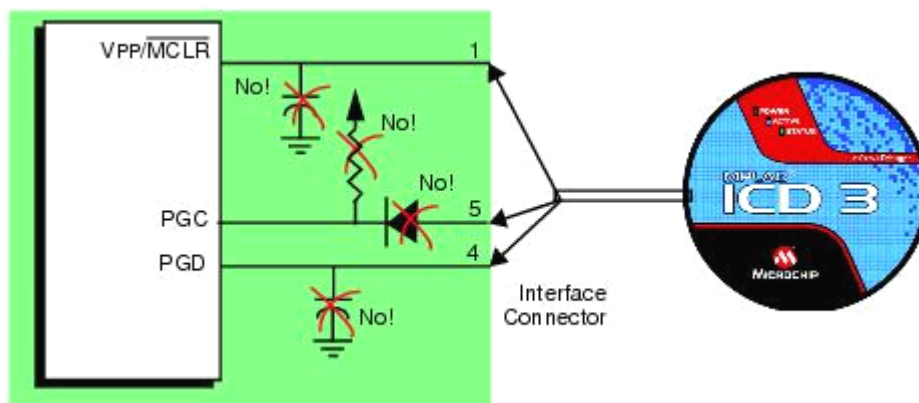 VPP/MCLR
1
No!
No!
No!
PGC
5
PGD
4
No!
Interface
Connector
POWER
ACTIVE
STATUS
MPLAB
ICD 3
MICROCHIP